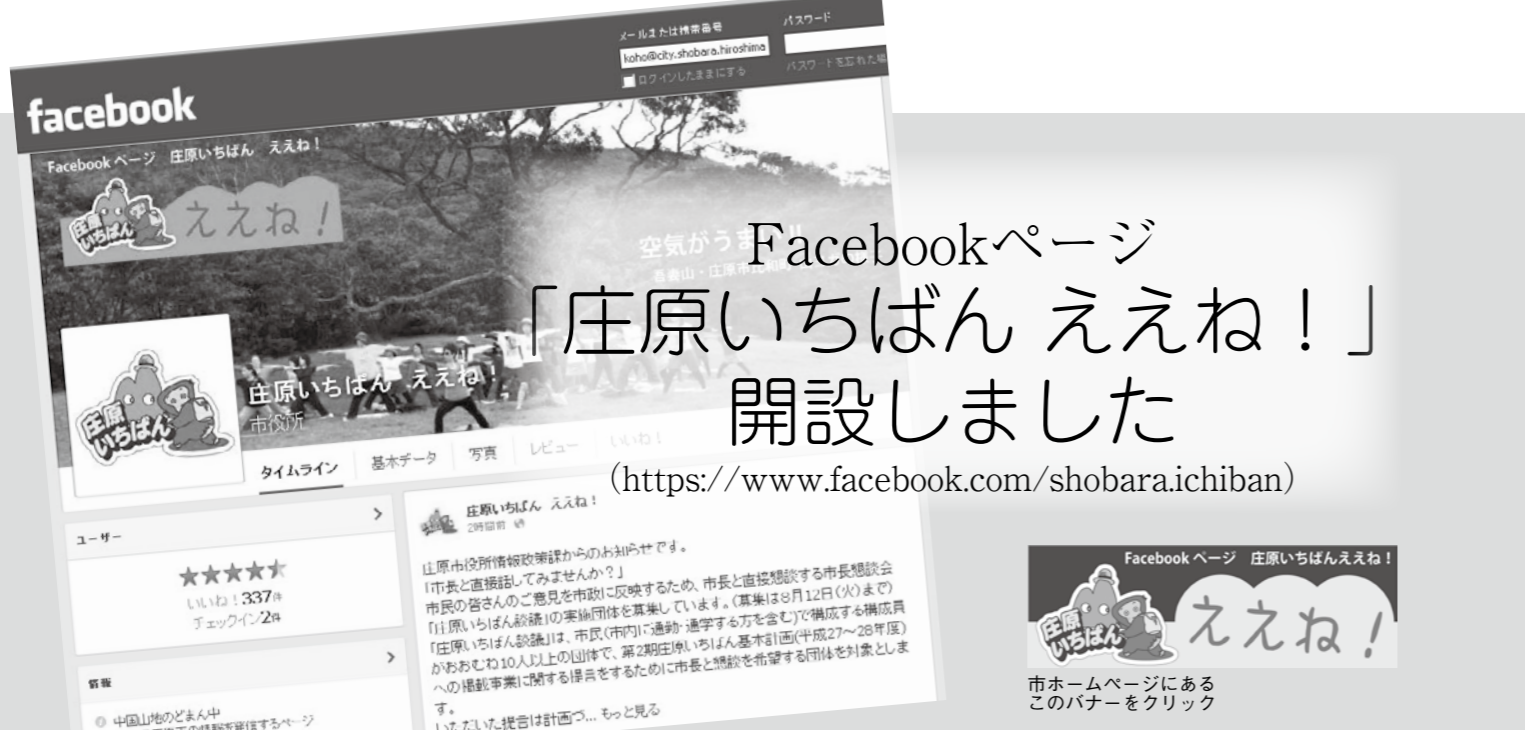 facebook
メールまたは携帯番号
パスワード
koho@city.shobara.hiroshima
ログインしたままにする
パスワードを忘れた場
Facebook ページ 庄原いちばん ええね!
庄原
いちばん
ええね!
空気がうまい!!
庄原いちばん ええね!
市役所
庄原
いちばん
タイムライン 基本データ 写真 レビュー いいね!
ユーザー
いいね!337件
チェックイン2件
情報
中国山地のどまん中
庄原いちばん ええね!
2時間前
庄原市役所情報政策課からのお知らせです。
「市長と直接話してみませんか?」
市民の皆さんのご意見を市政に反映するため、市長と直接懇談する市長懇談会
「庄原いちばん談議」の実施団体を募集しています。(募集は8月12日(火)まで)
「庄原いちばん談議」は、市民(市内に通勤・通学する方を含む)で構成する構成員
がおおむね10人以上の団体で、第2期庄原いちばん基本計画(平成27~28年度)
への掲載事業に関する提言をするために市長と懇談を希望する団体を対象としま
す。
いただいた提言は計画づ... もっと見る
Facebookページ
「庄原いちばん ええね!」
開設しました
(https://www.facebook.com/shobara.ichiban)
Facebook ページ 庄原いちばんええね!
庄原
いちばん
ええね!
市ホームページにある
このバナーをクリック